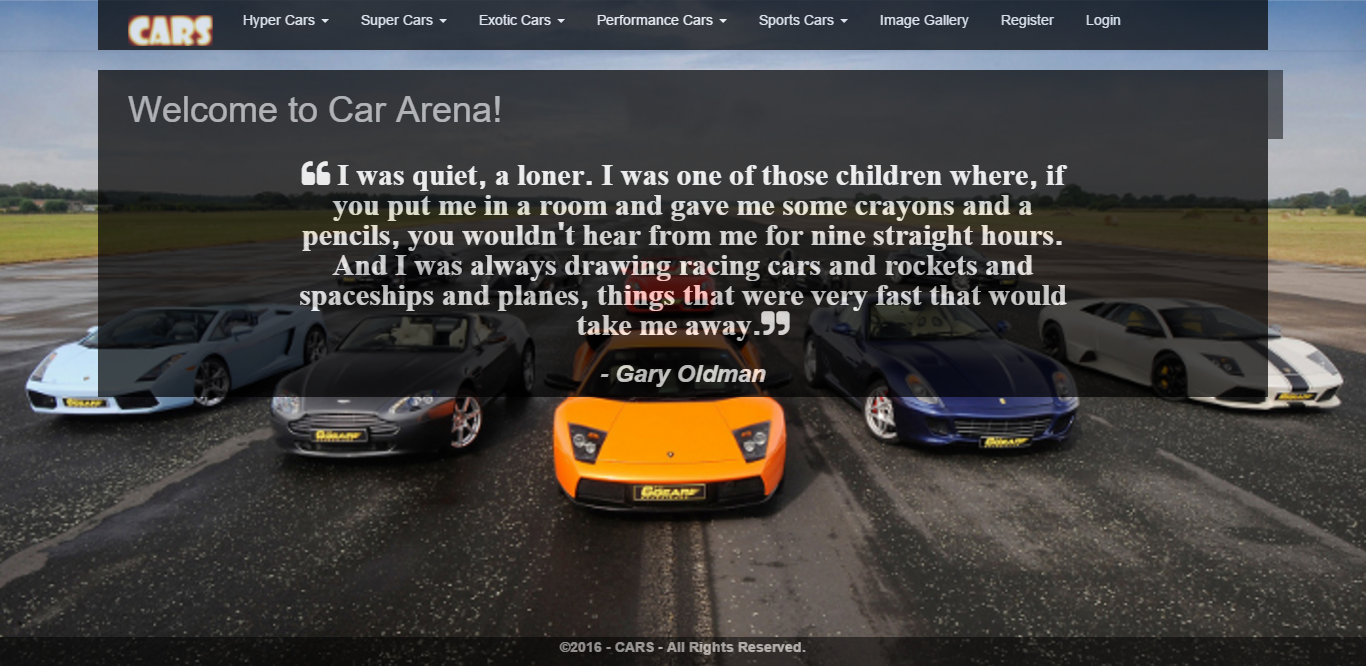 CARS
Hyper Cars
Super Cars
Exotic Cars
Performance Cars
Sports Cars
Image Gallery
Register
Login
Welcome to Car Arena!
❝ I was quiet, a loner. I was one of those children where, if
you put me in a room and gave me some crayons and a
pencils, you wouldn't hear from me for nine straight hours.
And I was always drawing racing cars and rockets and
spaceships and planes, things that were very fast that would
take me away.❞
- Gary Oldman
©2016 - CARS - All Rights Reserved.